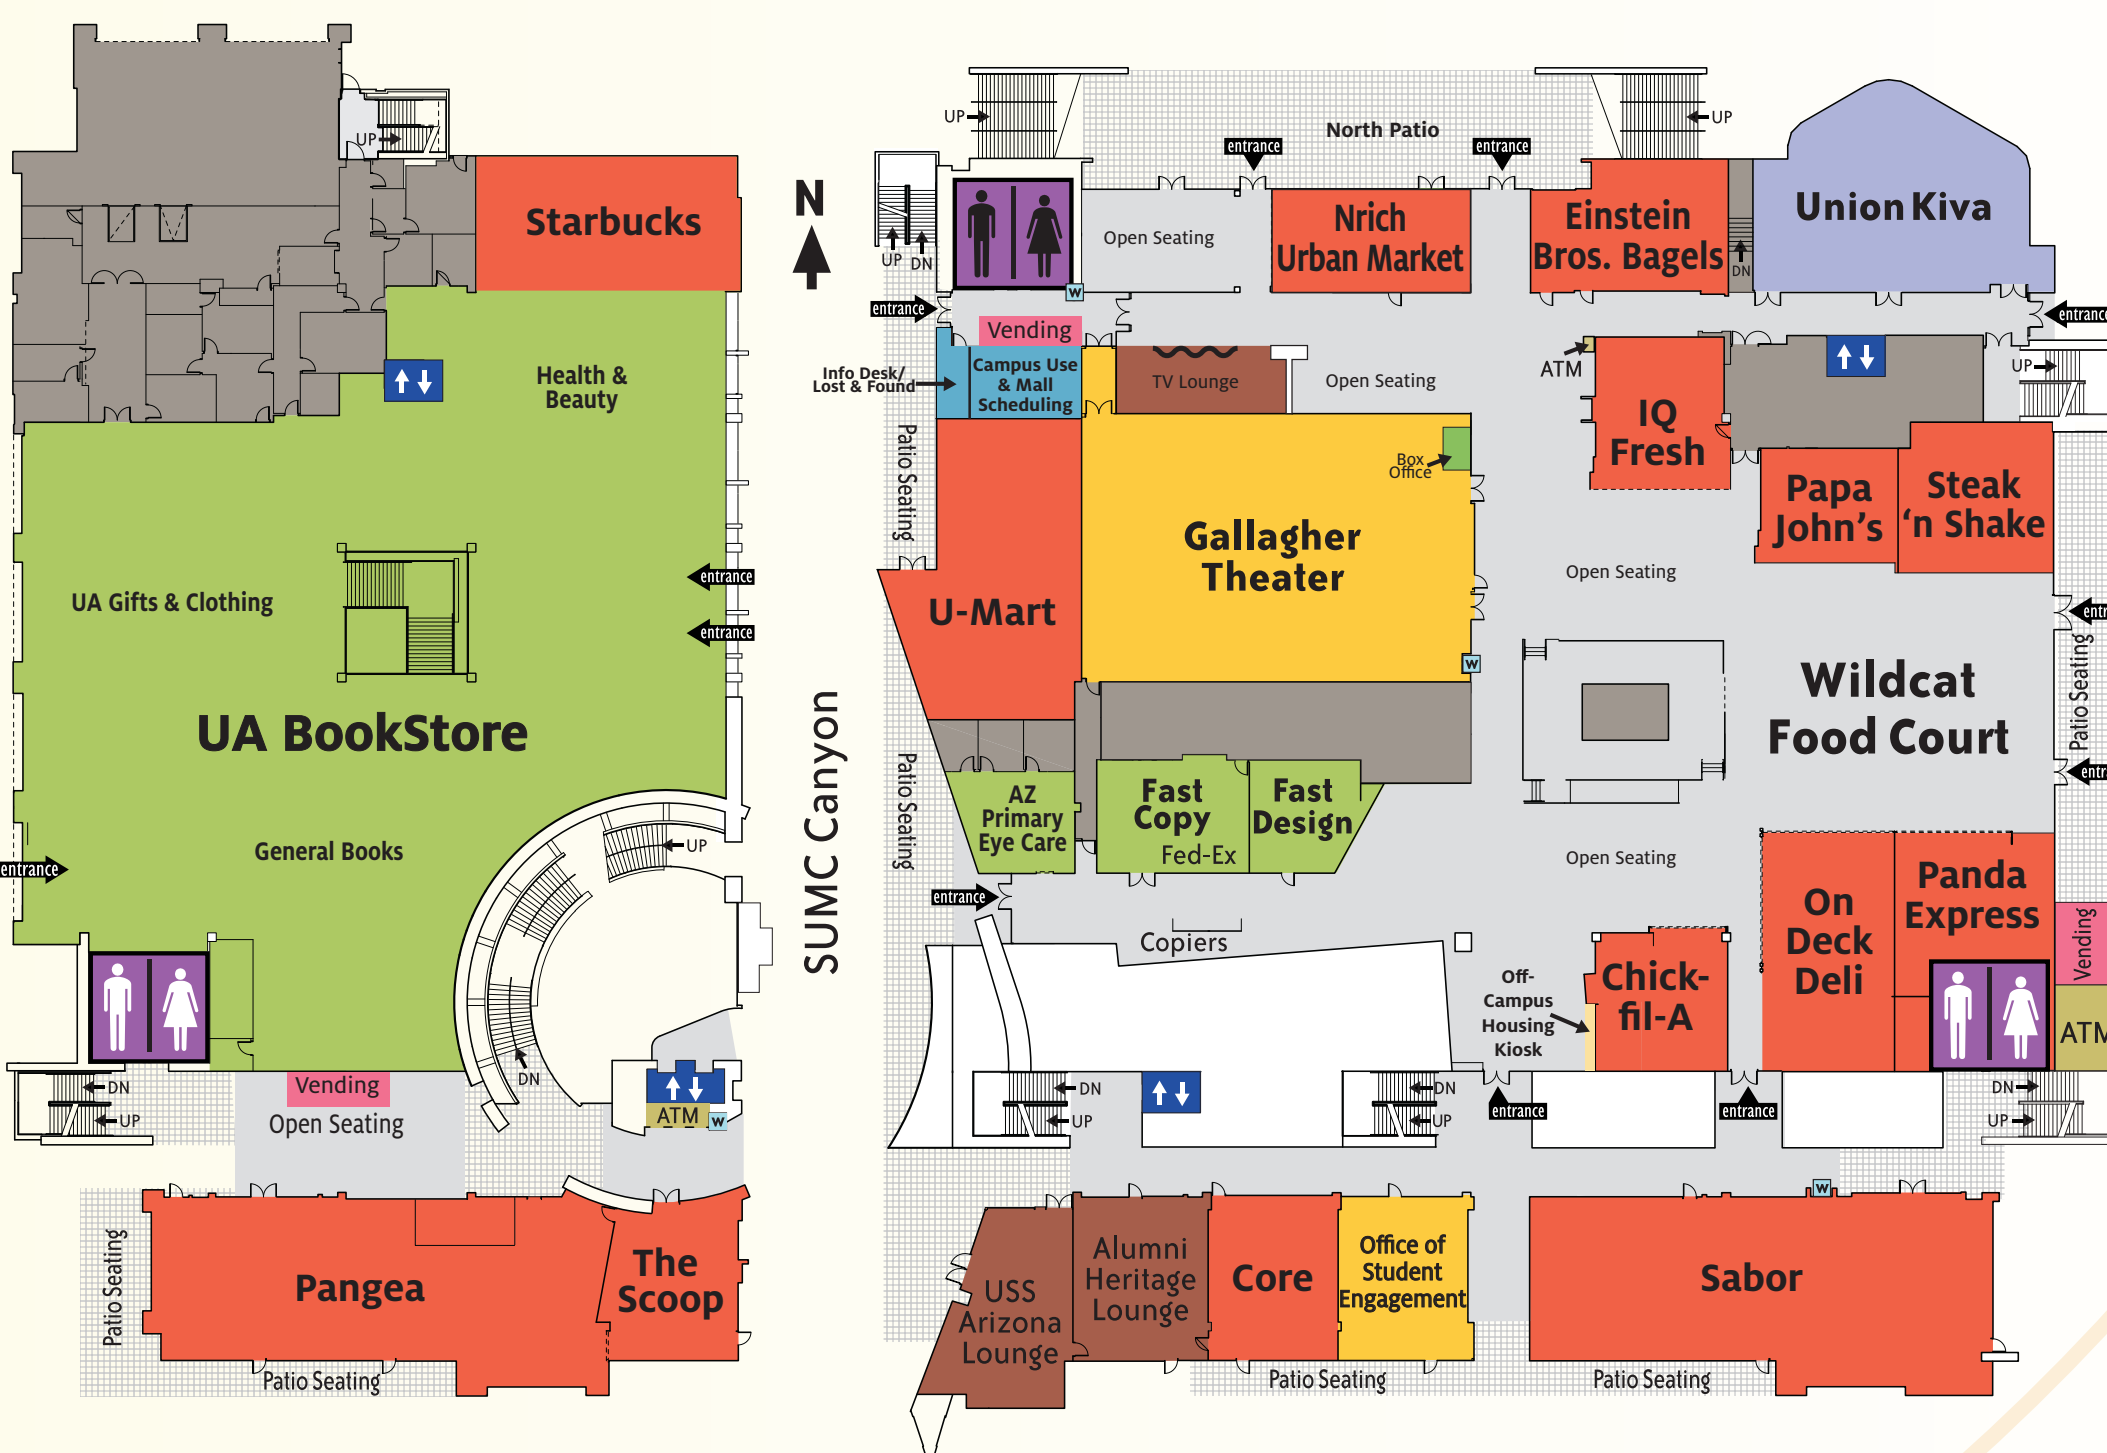 UP
Starbucks
Health &
Beauty
UA Gifts & Clothing
entrance
entrance
UA BookStore
General Books
entrance
UP
DN
DN
UP
Vending
Open Seating
ATM
W
Pangea
The
Scoop
Patio Seating
Patio Seating
N
SUMC Canyon
UP
North Patio
UP
entrance
entrance
UP
DN
Open Seating
Nrich
Urban Market
Einstein
Bros. Bagels
DN
Union Kiva
W
entrance
entrance
Vending
Info Desk/
Lost & Found
Campus Use
& Mall
Scheduling
TV Lounge
Open Seating
ATM
IQ
Fresh
UP
Patio Seating
Box
Office
Papa
John's
Steak
'n Shake
Gallagher
Theater
U-Mart
Open Seating
W
Wildcat
Food Court
Patio Seating
Patio Seating
AZ
Primary
Eye Care
Fast
Copy
Fed-Ex
Fast
Design
Open Seating
entrance
Copiers
On
Deck
Deli
Panda
Express
Vending
ATM
Off-
Campus
Housing
Kiosk
Chick-
fil-A
DN
UP
DN
UP
entrance
entrance
DN
UP
W
USS
Arizona
Lounge
Alumni
Heritage
Lounge
Core
Office of
Student
Engagement
Sabor
Patio Seating
Patio Seating